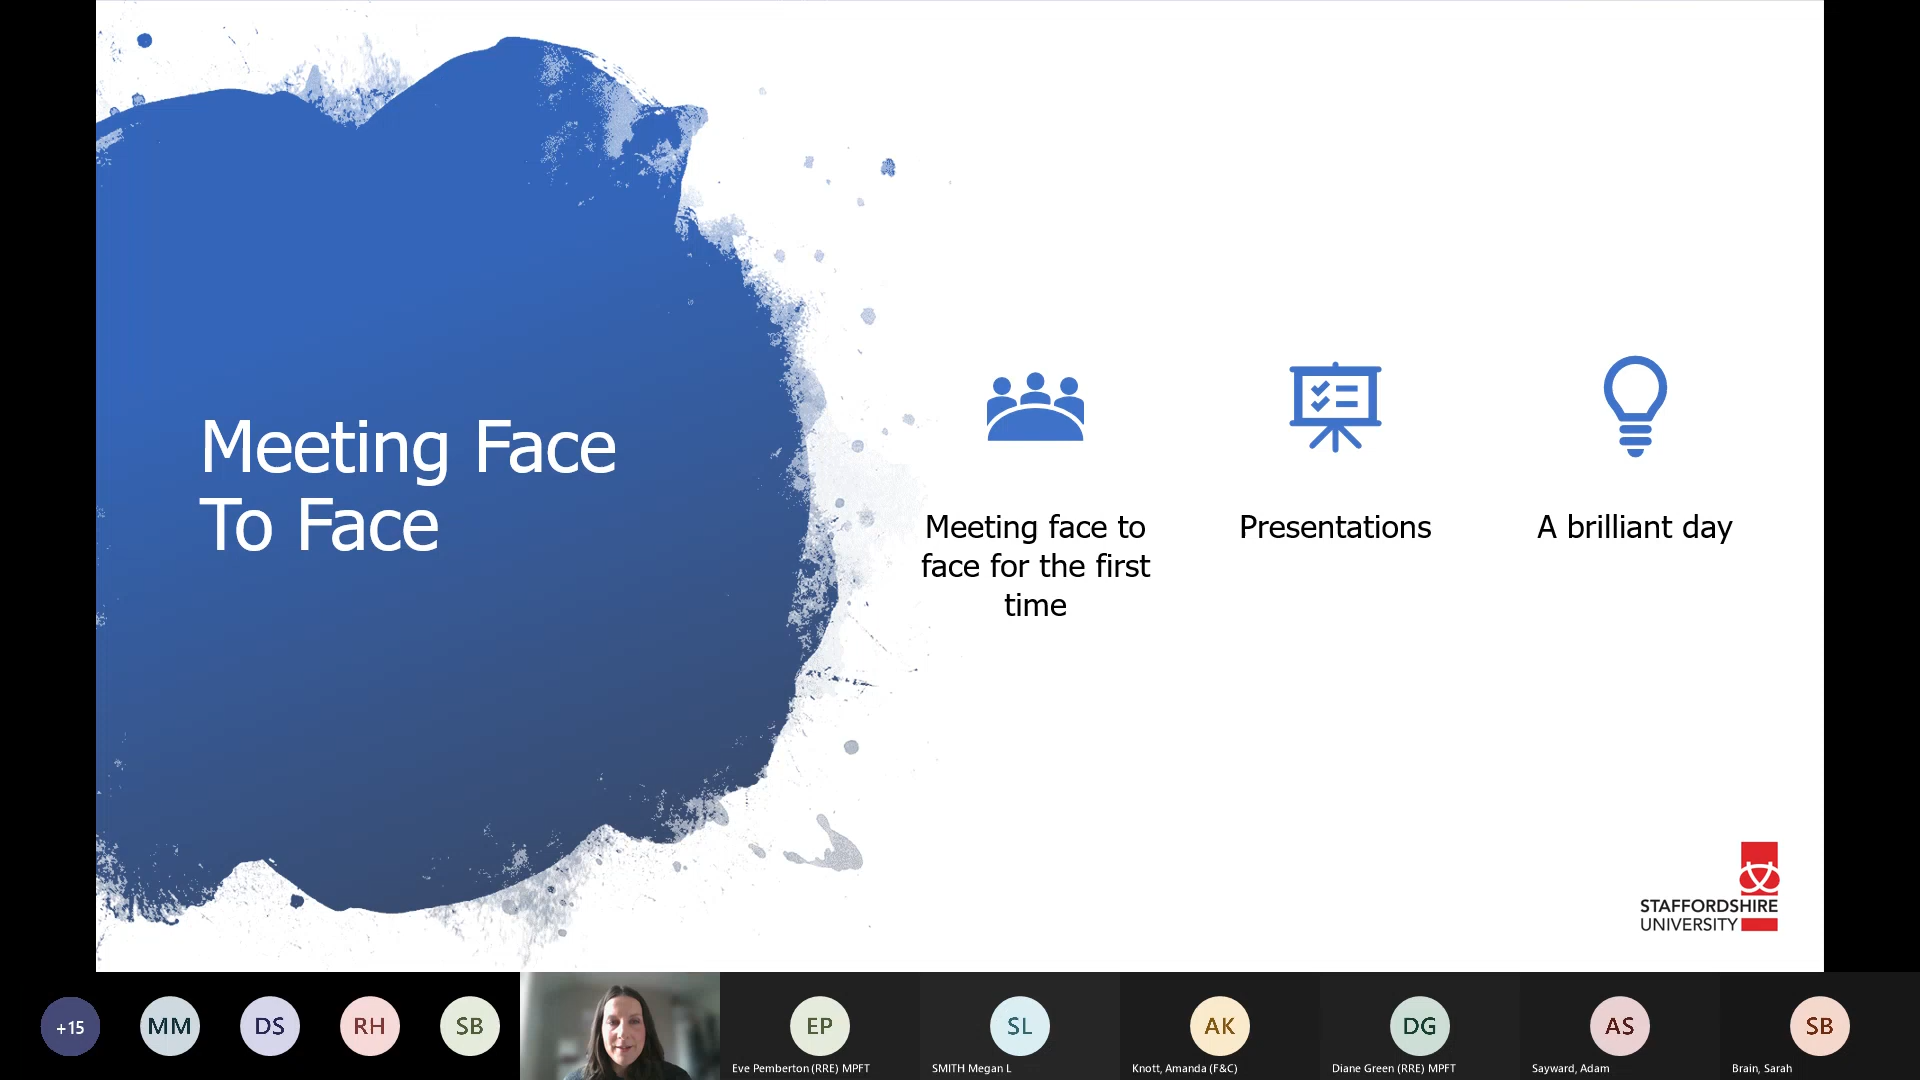 Meeting Face
To Face
Meeting face to
face for the first
time
Presentations
A brilliant day
STAFFORDSHIRE
UNIVERSITY
+15
MM
DS
RH
SB
EP
Eve Pemberton (RRE) MPFT
SL
SMITH Megan L
AK
Knott, Amanda (F&C)
DG
Diane Green (RRE) MPFT
AS
Sayward, Adam
SB
Brain, Sarah